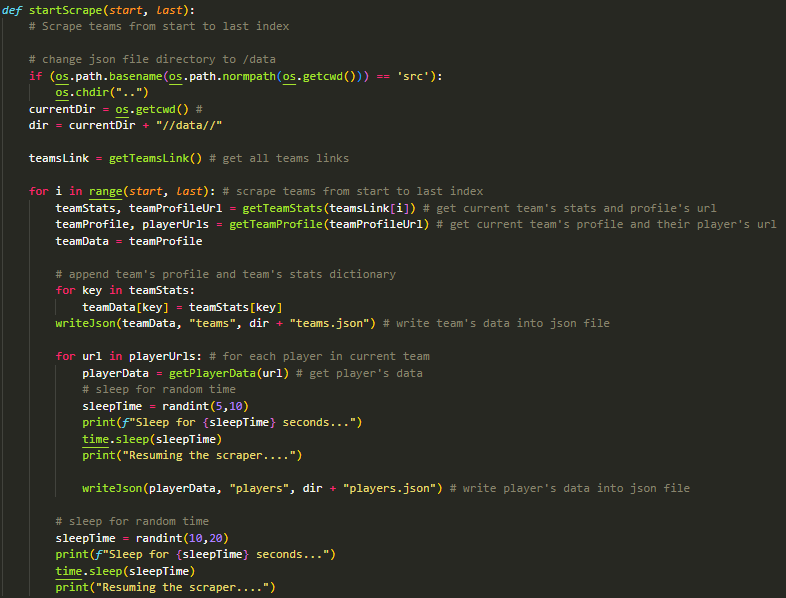 def startScrape(start, last):
    # Scrape teams from start to last index

    # change json file directory to /data
    if (os.path.basename(os.path.normpath(os.getcwd())) == 'src'):
        os.chdir("..")
    currentDir = os.getcwd() #
    dir = currentDir + "//data//"

    teamsLink = getTeamsLink() # get all teams links

    for i in range(start, last): # scrape teams from start to last index
        teamStats, teamProfileUrl = getTeamStats(teamsLink[i]) # get current team's stats and profile's url
        teamProfile, playerUrls = getTeamProfile(teamProfileUrl) # get current team's profile and their player's url
        teamData = teamProfile

        # append team's profile and team's stats dictionary
        for key in teamStats:
            teamData[key] = teamStats[key]
        writeJson(teamData, "teams", dir + "teams.json") # write team's data into json file

        for url in playerUrls: # for each player in current team
            playerData = getPlayerData(url) # get player's data
            # sleep for random time
            sleepTime = randint(5,10)
            print(f"Sleep for {sleepTime} seconds...")
            time.sleep(sleepTime)
            print("Resuming the scraper....")

            writeJson(playerData, "players", dir + "players.json") # write player's data into json file

        # sleep for random time
        sleepTime = randint(10,20)
        print(f"Sleep for {sleepTime} seconds...")
        time.sleep(sleepTime)
        print("Resuming the scraper....")